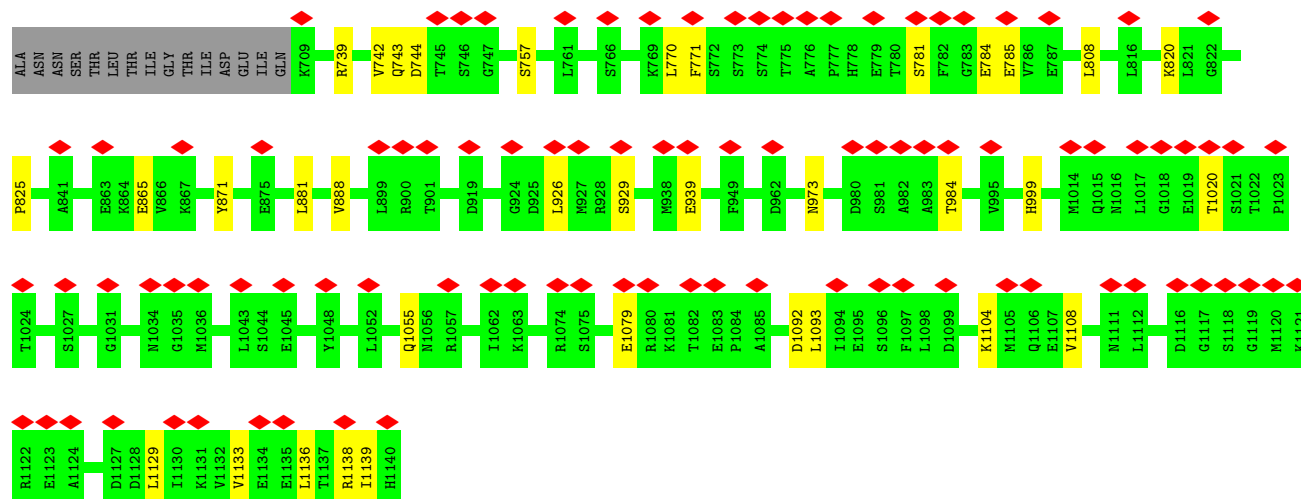 ALA ASN ASN SER THR LEU THR ILE GLY THR ILE ASP GLU ILE GLN K709 R739 V742 Q743 D744 T745 S746 G747 S757 L761 S766 K769 L770 F771 S772 S773 S774 T775 A776 P777 H778 E779 T780 S781 F782 G783 E784 E785 V786 E787 L808 L816 K820 L821 G822
P825 A841 E863 K864 E865 V866 K867 Y871 E875 L881 V888 L899 R900 T901 D919 G924 D925 L926 M927 R928 S929 M938 E939 F949 D962 N973 D980 S981 A982 A983 T984 V995 H999 M1014 Q1015 N1016 L1017 G1018 E1019 T1020 S1021 T1022 P1023
T1024 S1027 G1031 N1034 G1035 M1036 L1043 S1044 E1045 Y1048 L1052 Q1055 N1056 R1057 I1062 K1063 R1074 S1075 E1079 R1080 K1081 T1082 E1083 P1084 A1085 D1092 L1093 I1094 E1095 S1096 F1097 L1098 D1099 K1104 M1105 Q1106 E1107 V1108 N1111 L1112 D1116 G1117 S1118 G1119 M1120 K1121
R1122 E1123 A1124 D1127 D1128 L1129 I1130 K1131 V1132 V1133 E1134 E1135 L1136 T1137 R1138 I1139 H1140